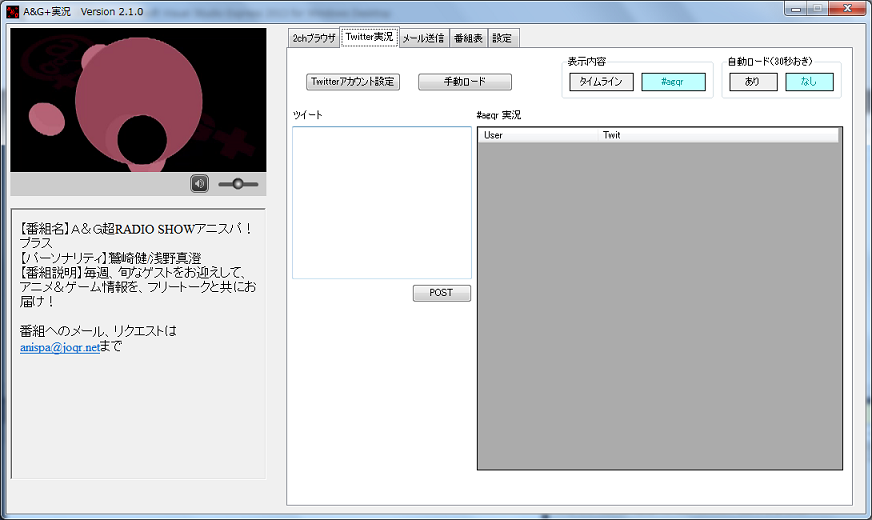 A&G+実況 Version 2.1.0
2chブラウザ
Twitter実況
メール送信
番組表
設定
Twitterアカウント設定
手動ロード
表示内容
タイムライン
#agqr
自動ロード(30秒おき)
あり
なし
ツイート
#agqr 実況
User
Twit
POST
【番組名】A&G超RADIO SHOWアニスパ!
プラス
【パーソナリティ】鷲崎健/浅野真澄
【番組説明】毎週、旬なゲストをお迎えして、
アニメ&ゲーム情報を、フリートークと共にお
届け!
番組へのメール、リクエストは
anispa@joqr.netまで